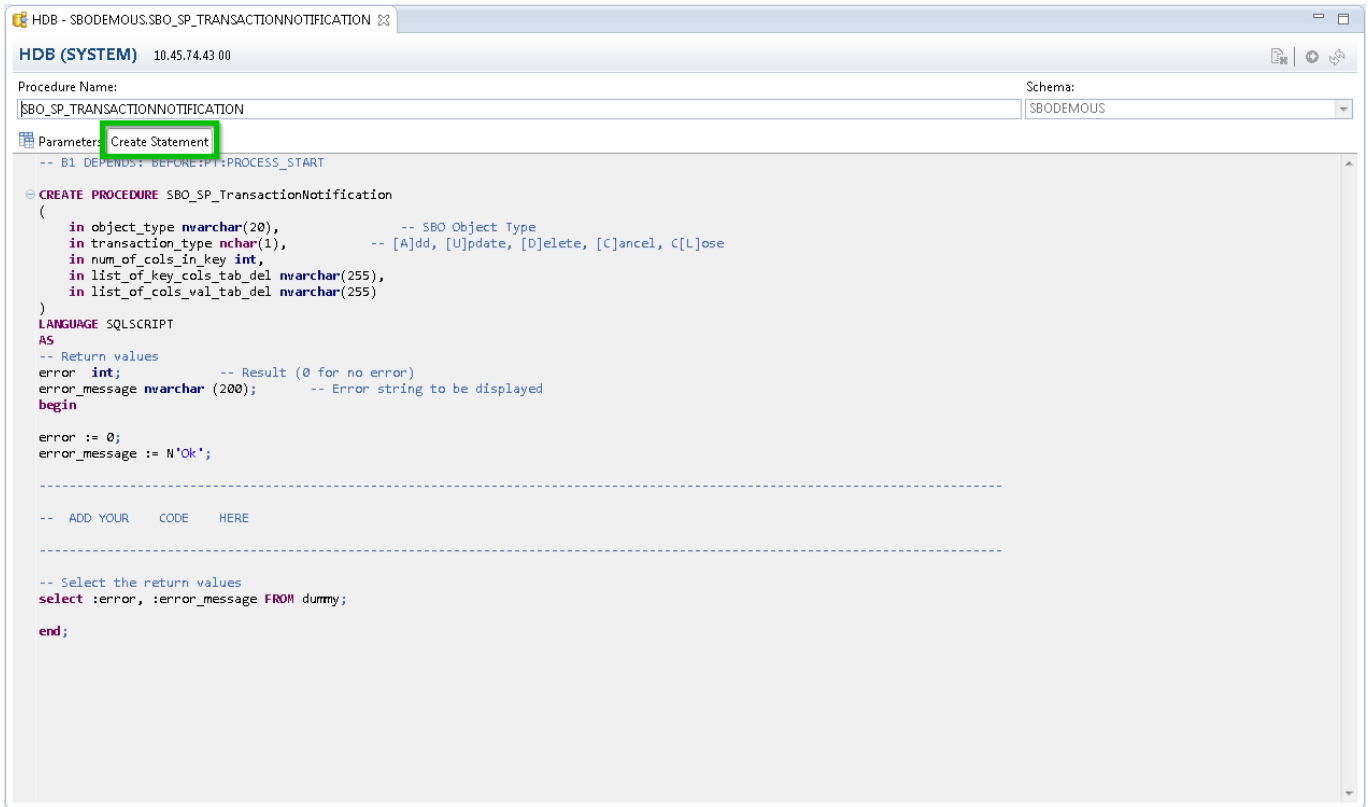 HDB - SBODEMOUS.SBO_SP_TRANSACTIONNOTIFICATION
HDB (SYSTEM) 10.45.74.43 00
Procedure Name: Schema:
SBO_SP_TRANSACTIONNOTIFICATION SBODEMOUS
Parameters Create Statement
-- B1 DEPENDS: BEFORE:PT:PROCESS_START
CREATE PROCEDURE SBO_SP_TransactionNotification
(
in object_type nvarchar(20), -- SBO Object Type
in transaction_type nchar(1), -- [A]dd, [U]pdate, [D]elete, [C]ancel, C[L]ose
in num_of_cols_in_key int,
in list_of_key_cols_tab_del nvarchar(255),
in list_of_cols_val_tab_del nvarchar(255)
)
LANGUAGE SQLSCRIPT
AS
-- Return values
error int; -- Result (0 for no error)
error_message nvarchar (200); -- Error string to be displayed
begin
error := 0;
error_message := N'Ok';
--------------------------------------------------------------------------------------------------------------------------------
-- ADD YOUR CODE HERE
--------------------------------------------------------------------------------------------------------------------------------
-- Select the return values
select :error, :error_message FROM dummy;
end;